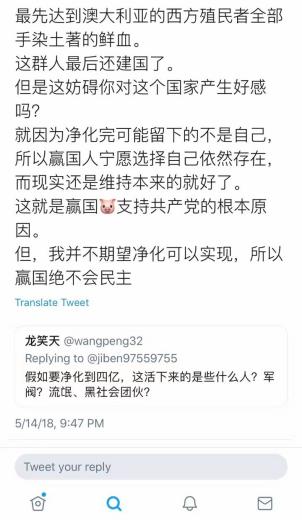 最先达到澳大利亚的西方殖民者全部
手染土著的鲜血。
这群人最后还建国了。
但是这妨碍你对这个国家产生好感
吗？
就因为净化完可能留下的不是自己，
所以赢国人宁愿选择自己依然存在，
而现实还是维持本来的就好了。
这就是赢国🐷支持共产党的根本原
因。
但，我并不期望净化可以实现，所以
赢国绝不会民主
Translate Tweet
龙笑天 @wangpeng32
Replying to @jiben97559755
假如要净化到四亿，这活下来的是些什么人？军
阀？流氓、黑社会团伙？
5/14/18, 9:47 PM
Tweet your reply